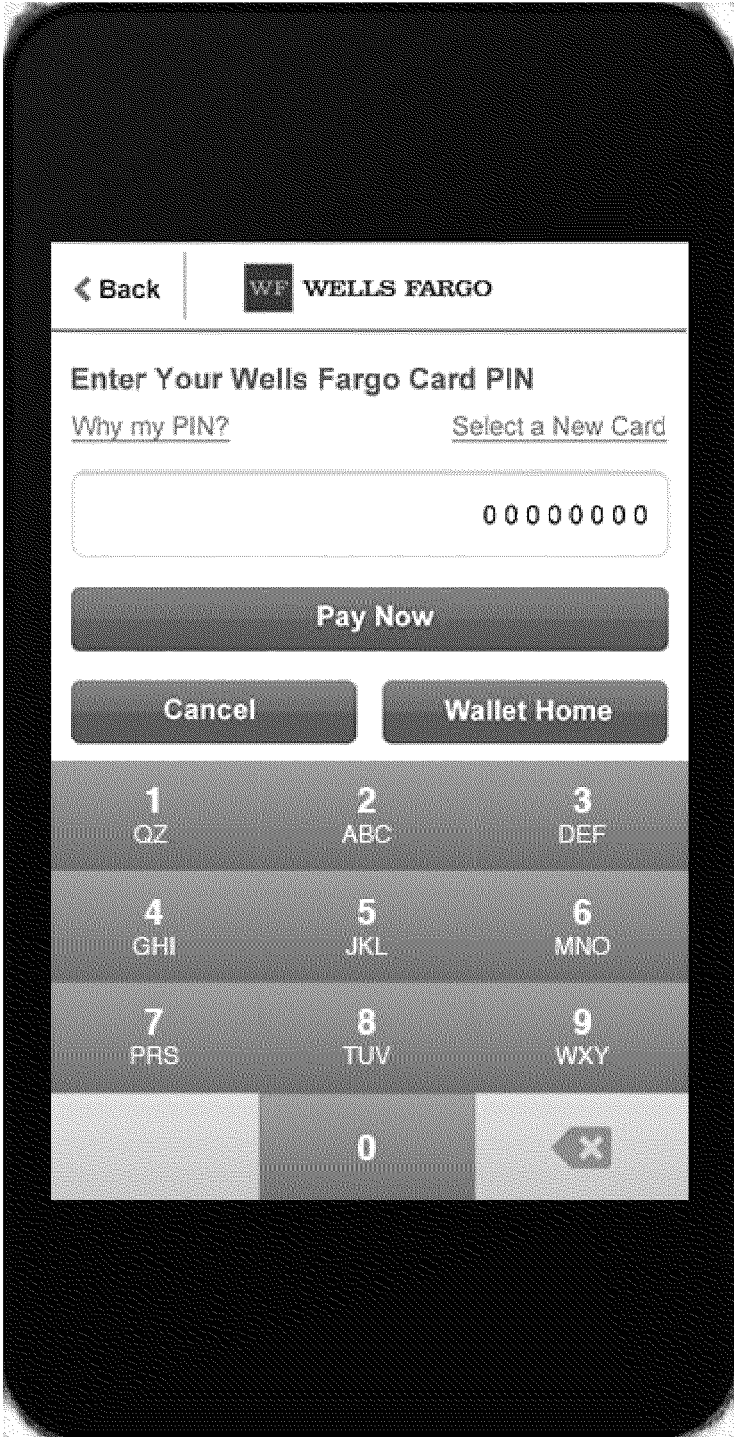 Back WF WELLS FARGO
Enter Your Wells Fargo Card PIN
Why my PIN? Select a New Card
00000000
Pay Now
Cancel Wallet Home
1 2 3
QZ ABC DEF
4 5 6
GHI JKL MNO
7 8 9
PRS TUV WXY
0